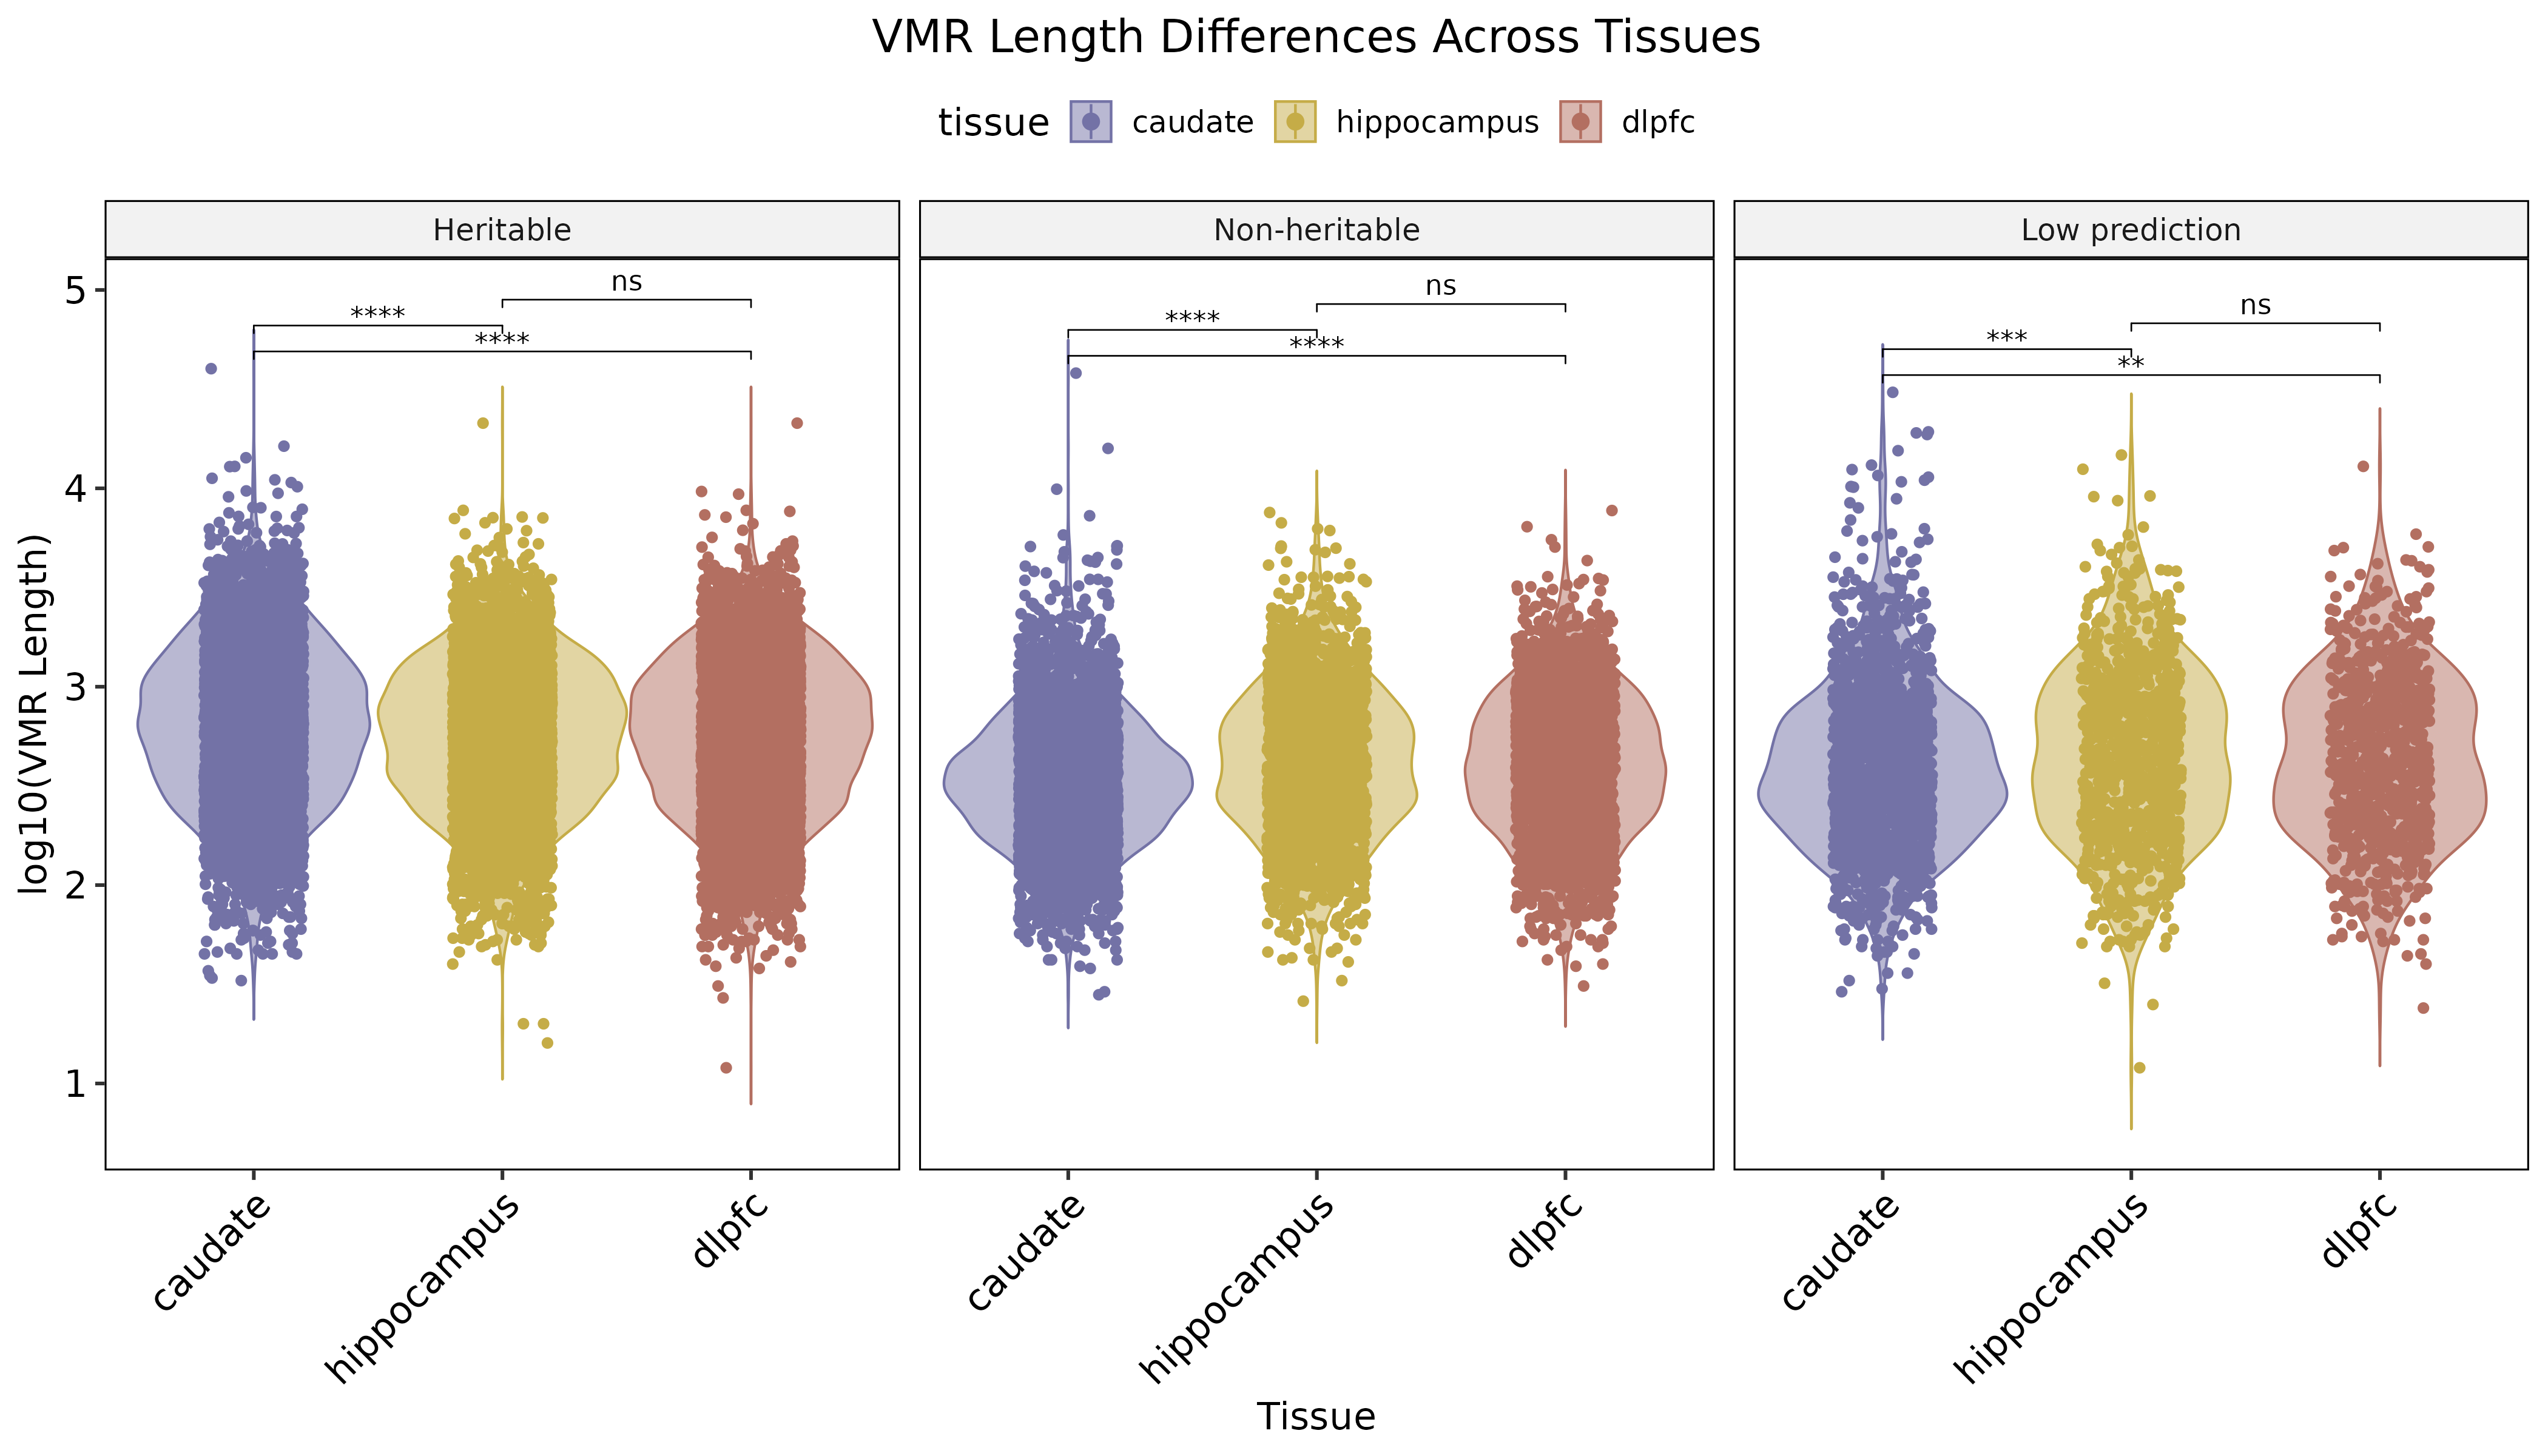 VMR Length Differences Across Tissues
tissue caudate hippocampus dlpfc
Heritable Non-heritable Low prediction
log10(VMR Length)
5
4
3
2
1
ns
****
****
ns
****
****
ns
***
**
caudate hippocampus dlpfc caudate hippocampus dlpfc caudate hippocampus dlpfc
Tissue